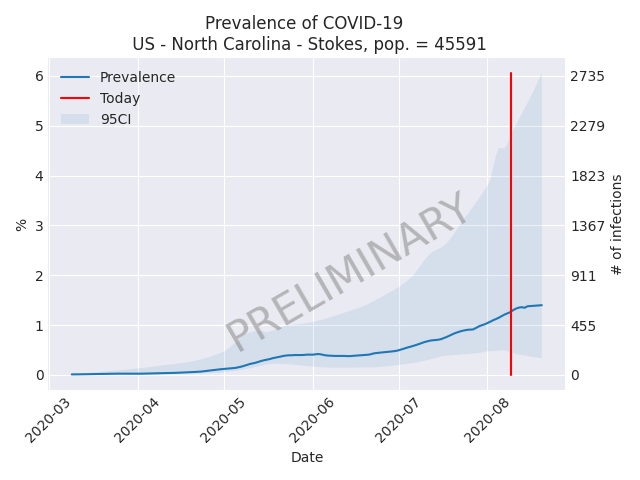 Prevalence of COVID-19
US - North Carolina - Stokes, pop. = 45591
Prevalence
Today
95CI
PRELIMINARY
%
6
5
4
3
2
1
0
# of infections
2735
2279
1823
1367
911
455
0
2020-03
2020-04
2020-05
2020-06
2020-07
2020-08
Date